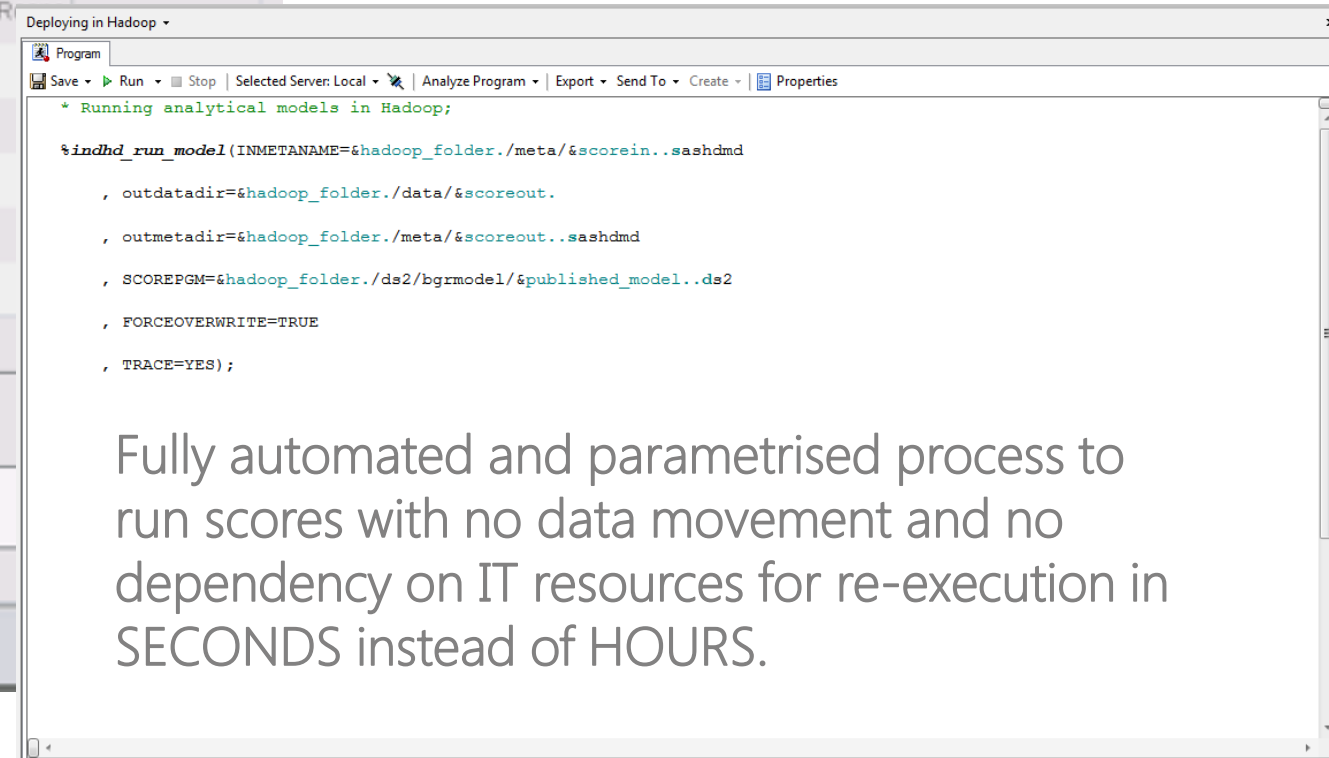 Deploying in Hadoop
Program
Save Run Stop Selected Server: Local Analyze Program Export Send To Create Properties
* Running analytical models in Hadoop;
%indhd_run_model(INMETANAME=&hadoop_folder./meta/&scorein..sashdmd
, outdatadir=&hadoop_folder./data/&scoreout.
, outmetadir=&hadoop_folder./meta/&scoreout..sashdmd
, SCOREPGM=&hadoop_folder./ds2/bgrmodel/&published_model..ds2
, FORCEOVERWRITE=TRUE
, TRACE=YES);
Fully automated and parametrised process to
run scores with no data movement and no
dependency on IT resources for re-execution in
SECONDS instead of HOURS.